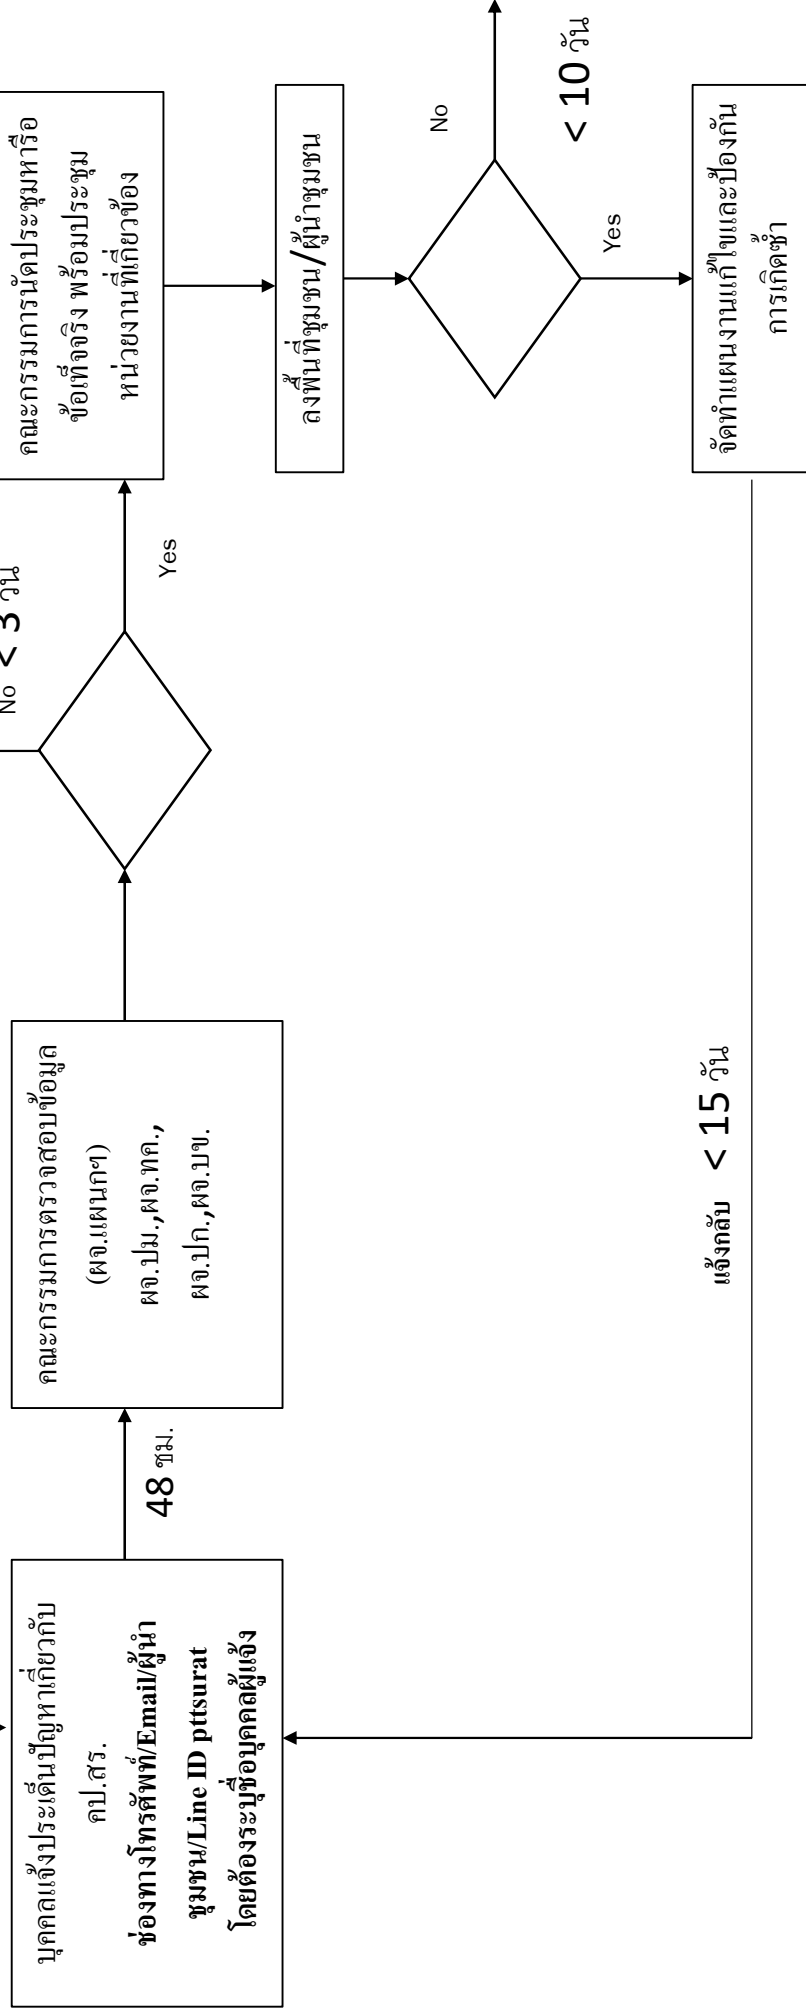 บุคคลแจ้งประเด็นปัญหาเกี่ยวกับ
คป.สร.
ช่องทางโทรศัพท์/Email/ผู้นำ
ชุมชน/Line ID pttsurat
โดยต้องระบุชื่อบุคคลผู้แจ้ง
48 ชม.
คณะกรรมการตรวจสอบข้อมูล
(ผจ.แผนกฯ)
ผจ.ปม.,ผจ.ทค.,
ผจ.ปก.,ผจ.บข.
No < 3 วัน
Yes
คณะกรรมการนัดประชุมหารือ
ข้อเท็จจริง พร้อมประชุม
หน่วยงานที่เกี่ยวข้อง
ลงพื้นที่ชุมชน/ผู้นำชุมชน
No
< 10 วัน
Yes
จัดทำแผนงานแก้ไขและป้องกัน
การเกิดซ้ำ
แจ้งกลับ < 15 วัน